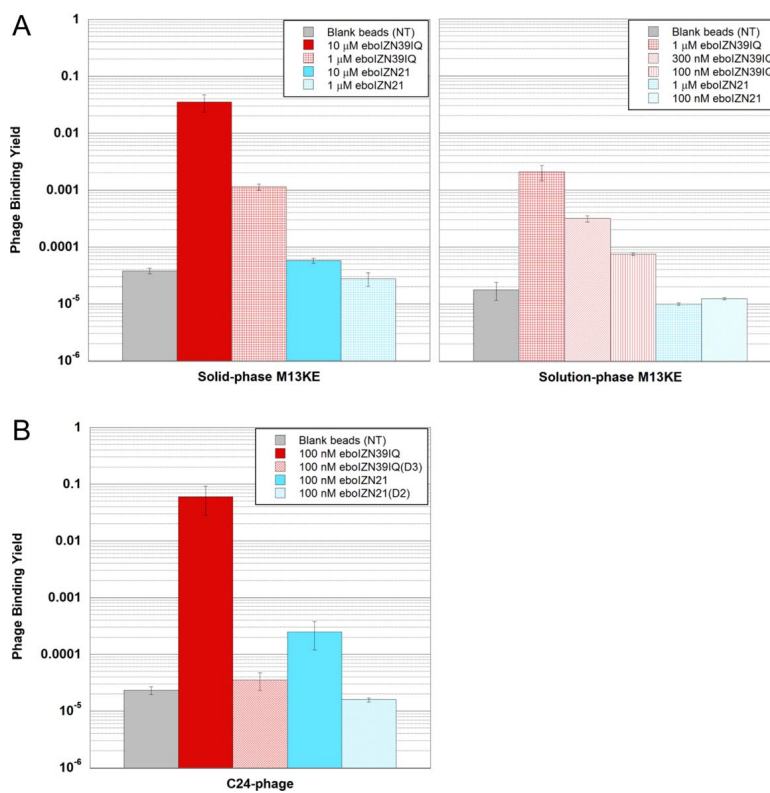 A
Phage Binding Yield
1
0.1
0.01
0.001
0.0001
10-5
10-6
Blank beads (NT)
10 μM eboIZN39IQ
1 μM eboIZN39IQ
10 μM eboIZN21
1 μM eboIZN21
Solid-phase M13KE
Blank beads (NT)
1 μM eboIZN39IQ
300 nM eboIZN39IQ
100 nM eboIZN39IQ
1 μM eboIZN21
100 nM eboIZN21
Solution-phase M13KE
B
Phage Binding Yield
1
0.1
0.01
0.001
0.0001
10-5
10-6
Blank beads (NT)
100 nM eboIZN39IQ
100 nM eboIZN39IQ(D3)
100 nM eboIZN21
100 nM eboIZN21(D2)
C24-phage